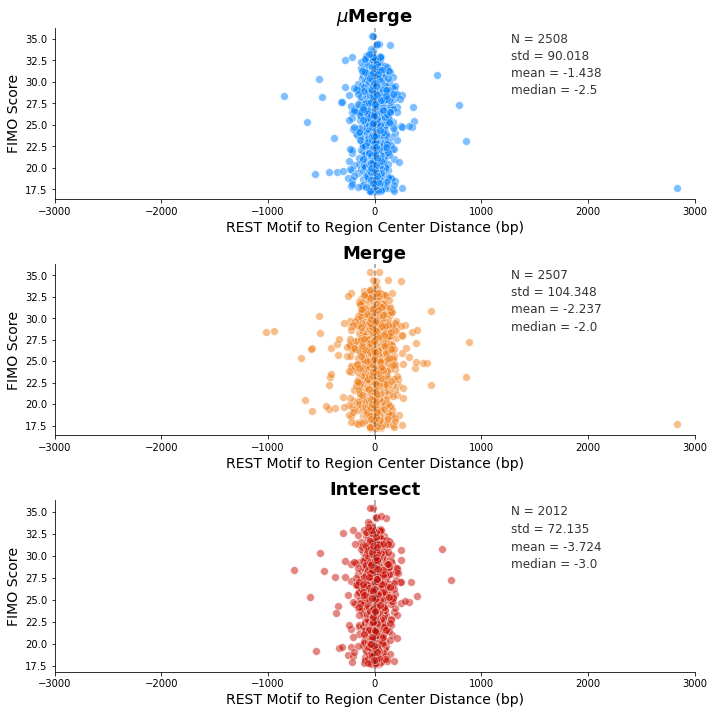 μMerge
35.0
32.5
30.0
27.5
25.0
22.5
20.0
17.5
FIMO Score
N = 2508
std = 90.018
mean = -1.438
median = -2.5
−3000 −2000 −1000 0 1000 2000 3000
REST Motif to Region Center Distance (bp)
Merge
35.0
32.5
30.0
27.5
25.0
22.5
20.0
17.5
FIMO Score
N = 2507
std = 104.348
mean = -2.237
median = -2.0
−3000 −2000 −1000 0 1000 2000 3000
REST Motif to Region Center Distance (bp)
Intersect
35.0
32.5
30.0
27.5
25.0
22.5
20.0
17.5
FIMO Score
N = 2012
std = 72.135
mean = -3.724
median = -3.0
−3000 −2000 −1000 0 1000 2000 3000
REST Motif to Region Center Distance (bp)